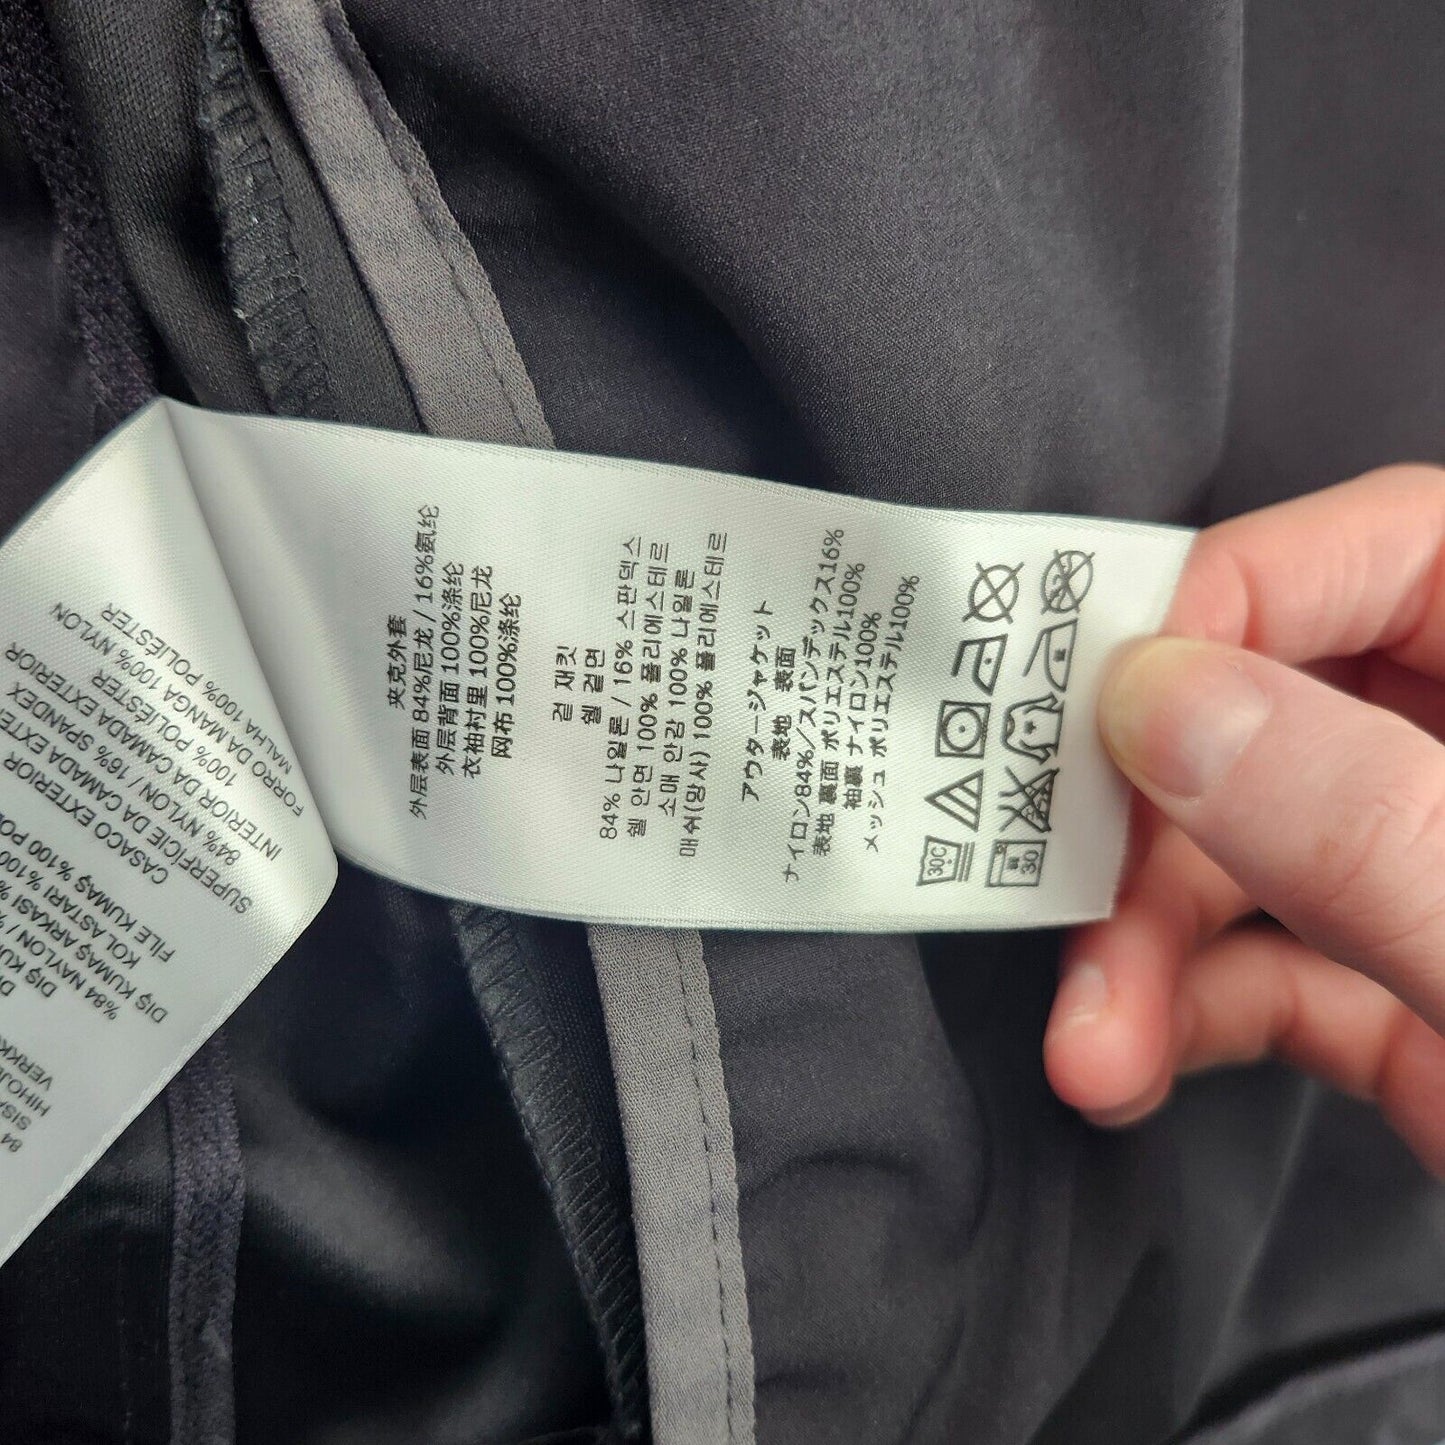 夹克外套
外层表面 84%尼龙 / 16%氨纶
外层背面 100%涤纶
衣袖衬里 100%尼龙
网布 100%涤纶
겉 재킷
쉘 겉면
84% 나일론 / 16% 스판덱스
쉘 안면 100% 폴리에스테르
소매 안감 100% 나일론
매쉬(망사) 100% 폴리에스테르
アウタージャケット
表地 表面
ナイロン84%/スパンデックス16%
表地 裏面 ポリエステル100%
袖裏 ナイロン100%
メッシュ ポリエステル100%
30C
30
%84 NAYLON /
DIŞ KUMAŞ ARKASI %
KOLASTARI %100
FILE KUMAŞ %100 PO
CASACO EXTERIOR
SUPERFÍCIE DA CAMADA EXTE
84% NYLON / 16% SPANDEX
INTERIOR DA CAMADA EXTERIOR
100% POLIÉSTER
FORRO DA MANGA 100% NYLON
MALHA 100% POLIÉSTER